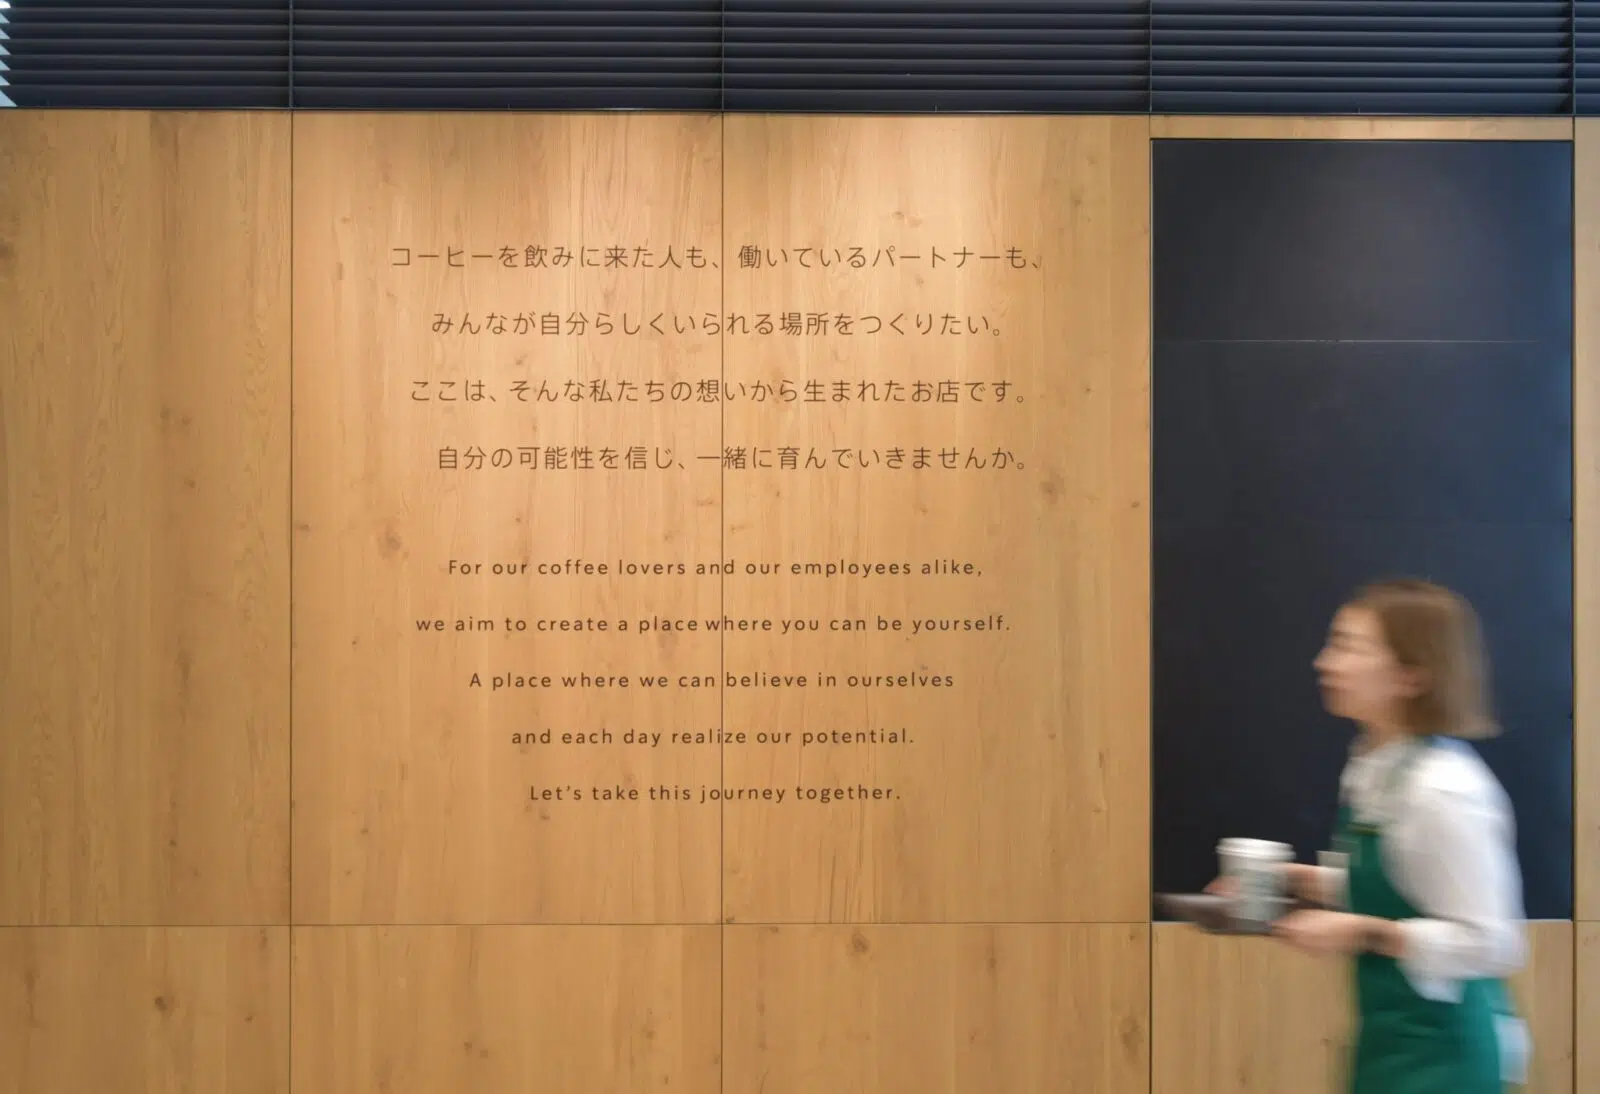 コーヒーを飲みに来た人も、働いているパートナーも、
みんなが自分らしくいられる場所をつくりたい。
ここは、そんな私たちの想いから生まれたお店です。
自分の可能性を信じ、一緒に育んでいきませんか。
For our coffee lovers and our employees alike,
we aim to create a place where you can be yourself.
A place where we can believe in ourselves
and each day realize our potential.
Let’s take this journey together.